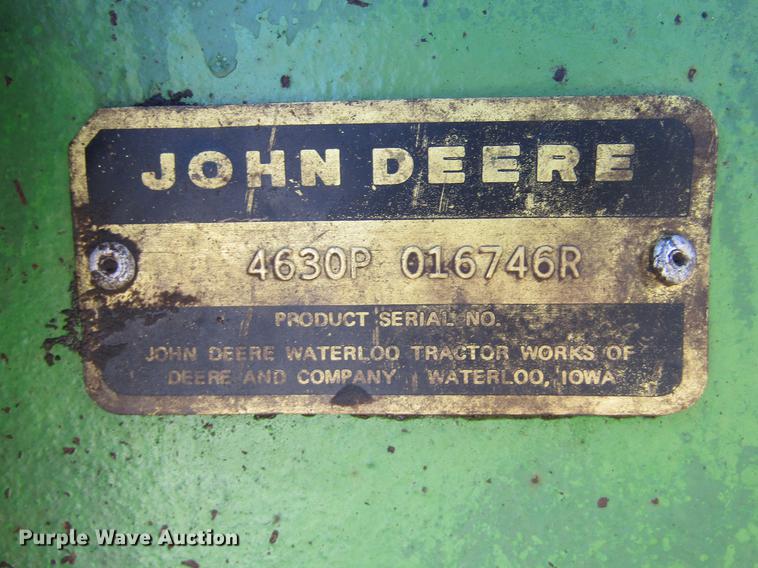 JOHN DEERE
4630P 016746R
PRODUCT SERIAL NO.
JOHN DEERE WATERLOO TRACTOR WORKS OF
DEERE AND COMPANY WATERLOO, IOWA
Purple Wave Auction